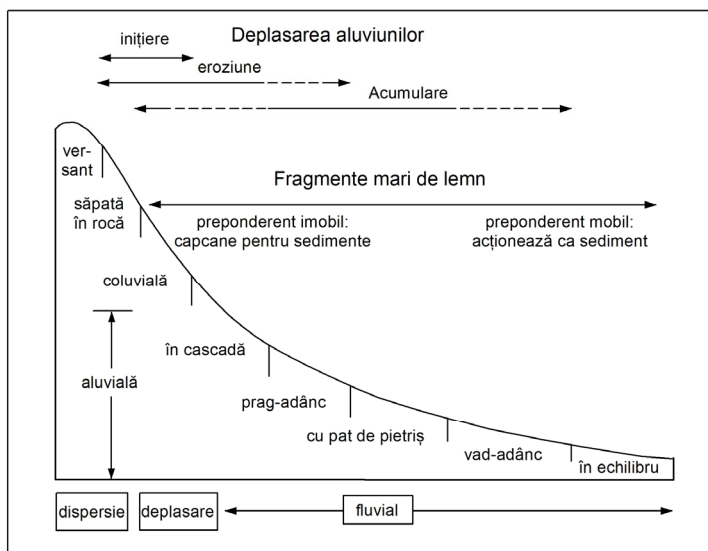 Deplasarea aluviunilor
inițiere
eroziune
Acumulare
ver-
sant
Fragmente mari de lemn
săpată
în rocă
preponderent imobil:
capcane pentru sedimente
preponderent mobil:
acționează ca sediment
coluvială
în cascadă
aluvială
prag-adânc
cu pat de pietriș
vad-adânc
în echilibru
dispersie
deplasare
fluvial